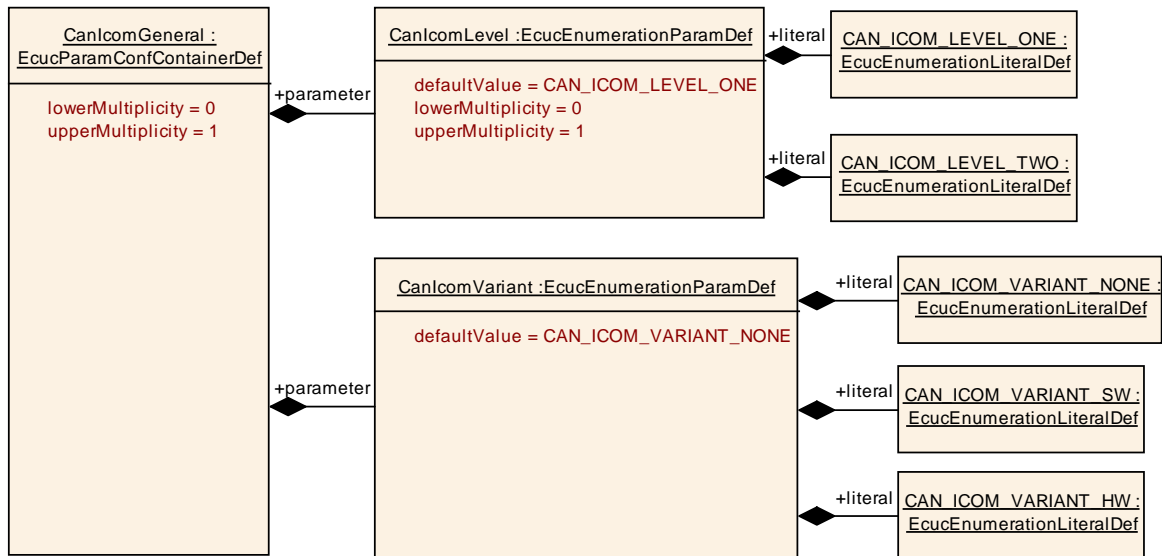 CanIcomGeneral :
EcucParamConfContainerDef
lowerMultiplicity = 0
upperMultiplicity = 1
+parameter
CanIcomLevel :EcucEnumerationParamDef
defaultValue = CAN_ICOM_LEVEL_ONE
lowerMultiplicity = 0
upperMultiplicity = 1
+literal
CAN_ICOM_LEVEL_ONE :
EcucEnumerationLiteralDef
+literal
CAN_ICOM_LEVEL_TWO :
EcucEnumerationLiteralDef
+parameter
CanIcomVariant :EcucEnumerationParamDef
defaultValue = CAN_ICOM_VARIANT_NONE
+literal
CAN_ICOM_VARIANT_NONE :
EcucEnumerationLiteralDef
+literal
CAN_ICOM_VARIANT_SW :
EcucEnumerationLiteralDef
+literal
CAN_ICOM_VARIANT_HW :
EcucEnumerationLiteralDef